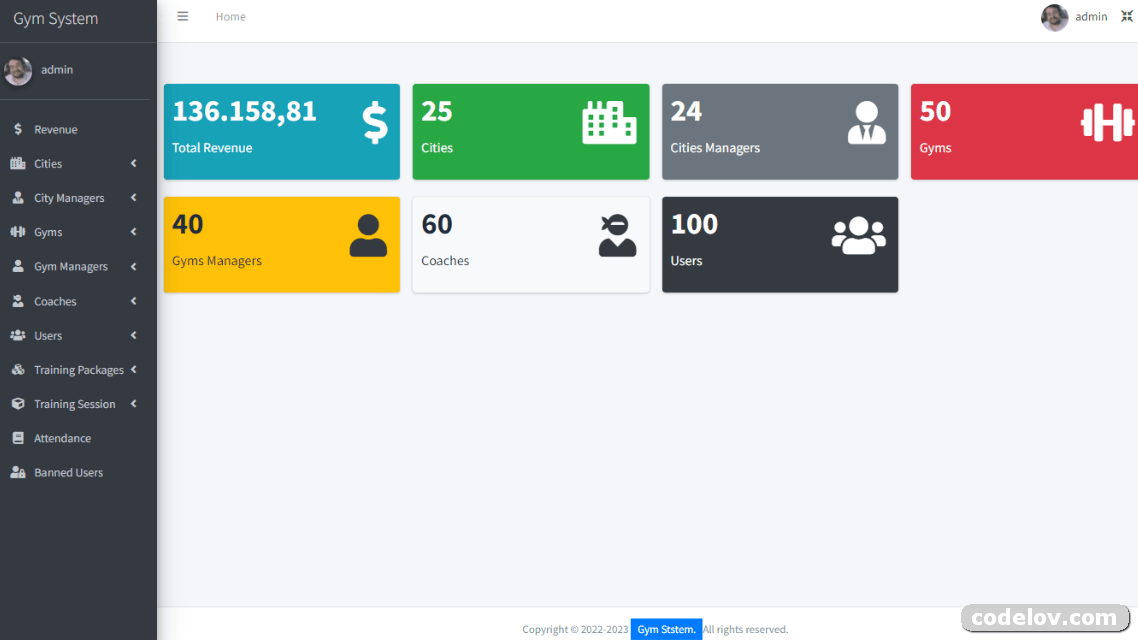 Gym System
Home
admin
admin
136.158,81
Total Revenue
25
Cities
24
Cities Managers
50
Gyms
40
Gyms Managers
60
Coaches
100
Users
Revenue
Cities
City Managers
Gyms
Gym Managers
Coaches
Users
Training Packages
Training Session
Attendance
Banned Users
Copyright © 2022-2023 Gym Ststem. All rights reserved.
codelov.com